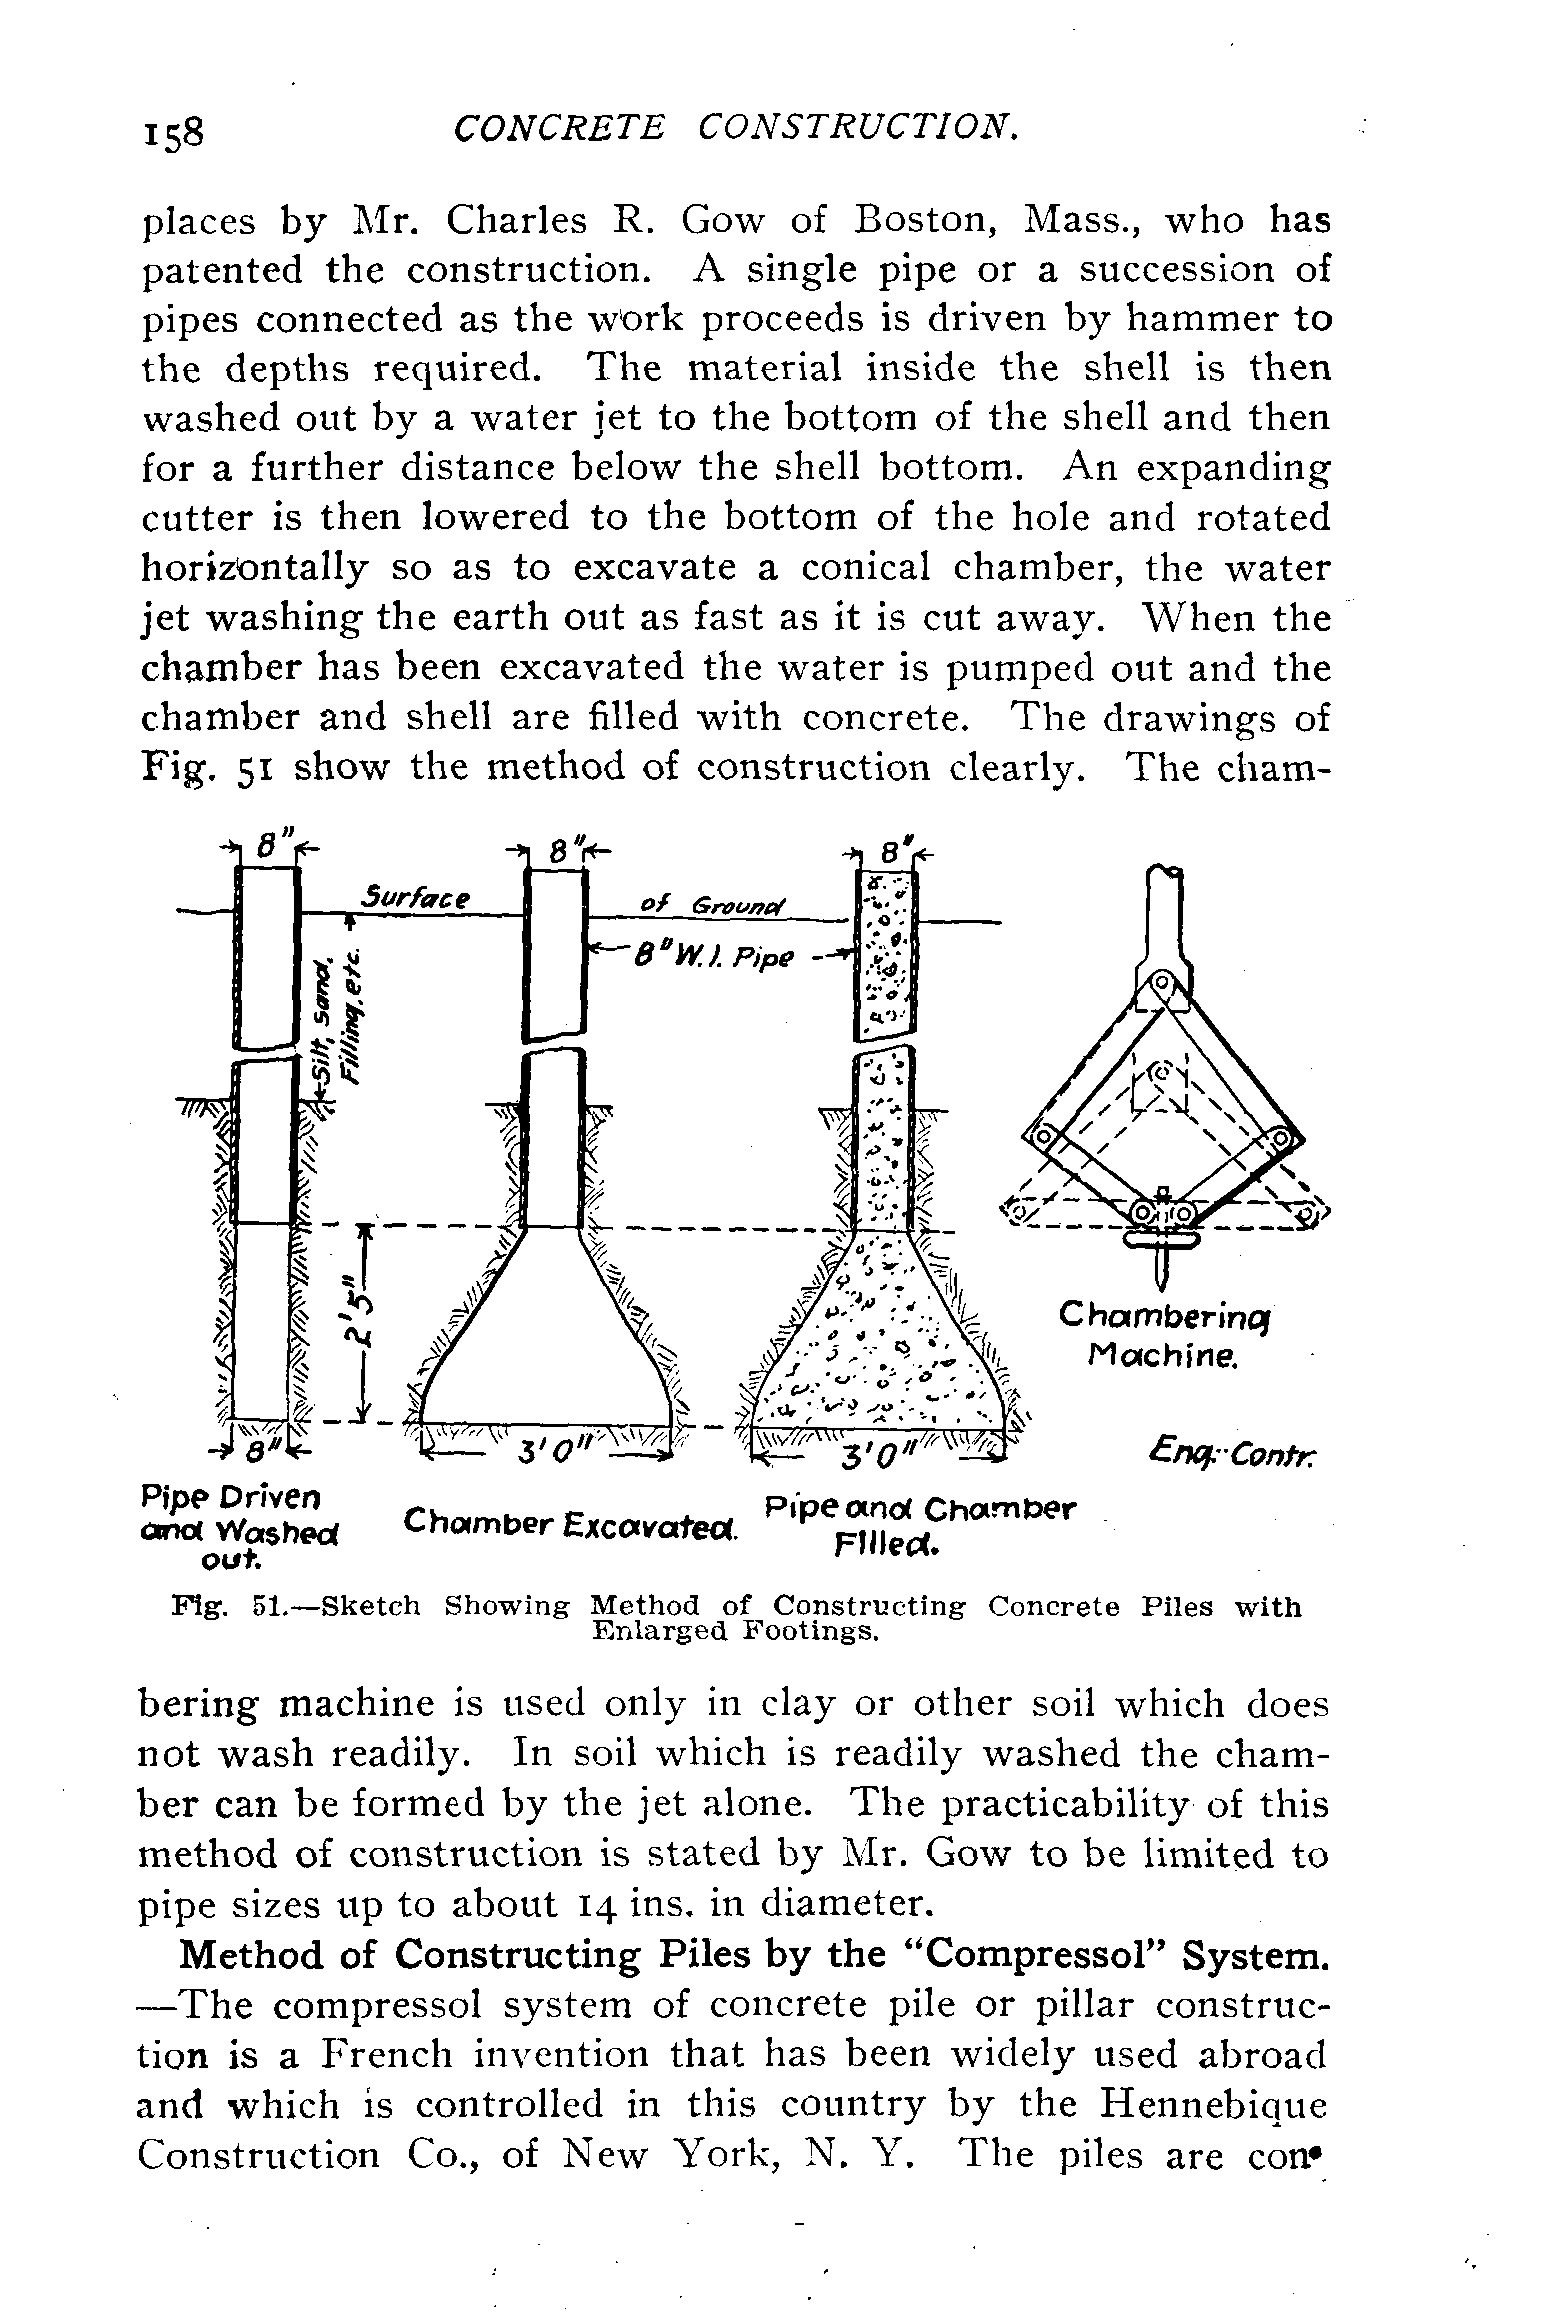 158 CONCRETE CONSTRUCTION.
places by Mr. Charles R. Gow of Boston, Mass., who has
patented the construction. A single pipe or a succession of
pipes connected as the work proceeds is driven by hammer to
the depths required. The material inside the shell is then
washed out by a water jet to the bottom of the shell and then
for a further distance below the shell bottom. An expanding
cutter is then lowered to the bottom of the hole and rotated
horizontally so as to excavate a conical chamber, the water
jet washing the earth out as fast as it is cut away. When the
chamber has been excavated the water is pumped out and the
chamber and shell are filled with concrete. The drawings of
Fig. 51 show the method of construction clearly. The cham-
8" 8" 8"
Surface of Ground
8" W.I. Pipe
Silt, Sand,
Filling, etc.
2'5"
8" 3'0" 3'0"
Chambering
Machine.
Eng.-Contr.
Pipe Driven
and Washed
out.
Chamber Excavated.
Pipe and Chamber
Filled.
Fig. 51.—Sketch Showing Method of Constructing Concrete Piles with
Enlarged Footings.
bering machine is used only in clay or other soil which does
not wash readily. In soil which is readily washed the cham-
ber can be formed by the jet alone. The practicability of this
method of construction is stated by Mr. Gow to be limited to
pipe sizes up to about 14 ins. in diameter.
Method of Constructing Piles by the "Compressol" System.
—The compressol system of concrete pile or pillar construc-
tion is a French invention that has been widely used abroad
and which is controlled in this country by the Hennebique
Construction Co., of New York, N. Y. The piles are con-